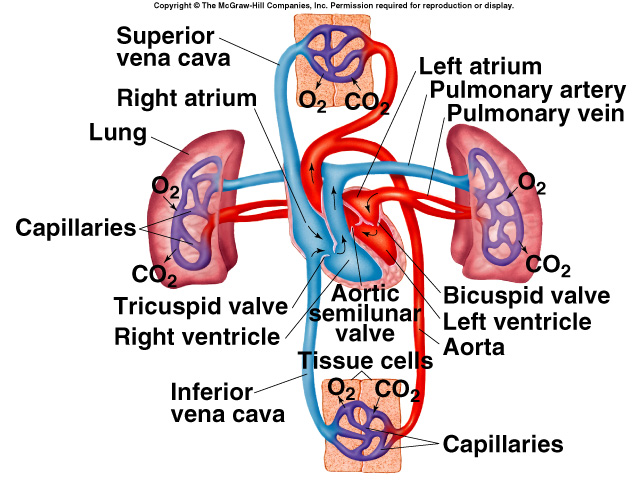 Copyright © The McGraw-Hill Companies, Inc. Permission required for reproduction or display.
Superior
vena cava
Left atrium
Pulmonary artery
Pulmonary vein
O2 CO2
Right atrium
Lung
O2
O2
Capillaries
CO2
CO2
Tricuspid valve
Right ventricle
Aortic
semilunar
valve
Bicuspid valve
Left ventricle
Aorta
Tissue cells
O2 CO2
Inferior
vena cava
Capillaries